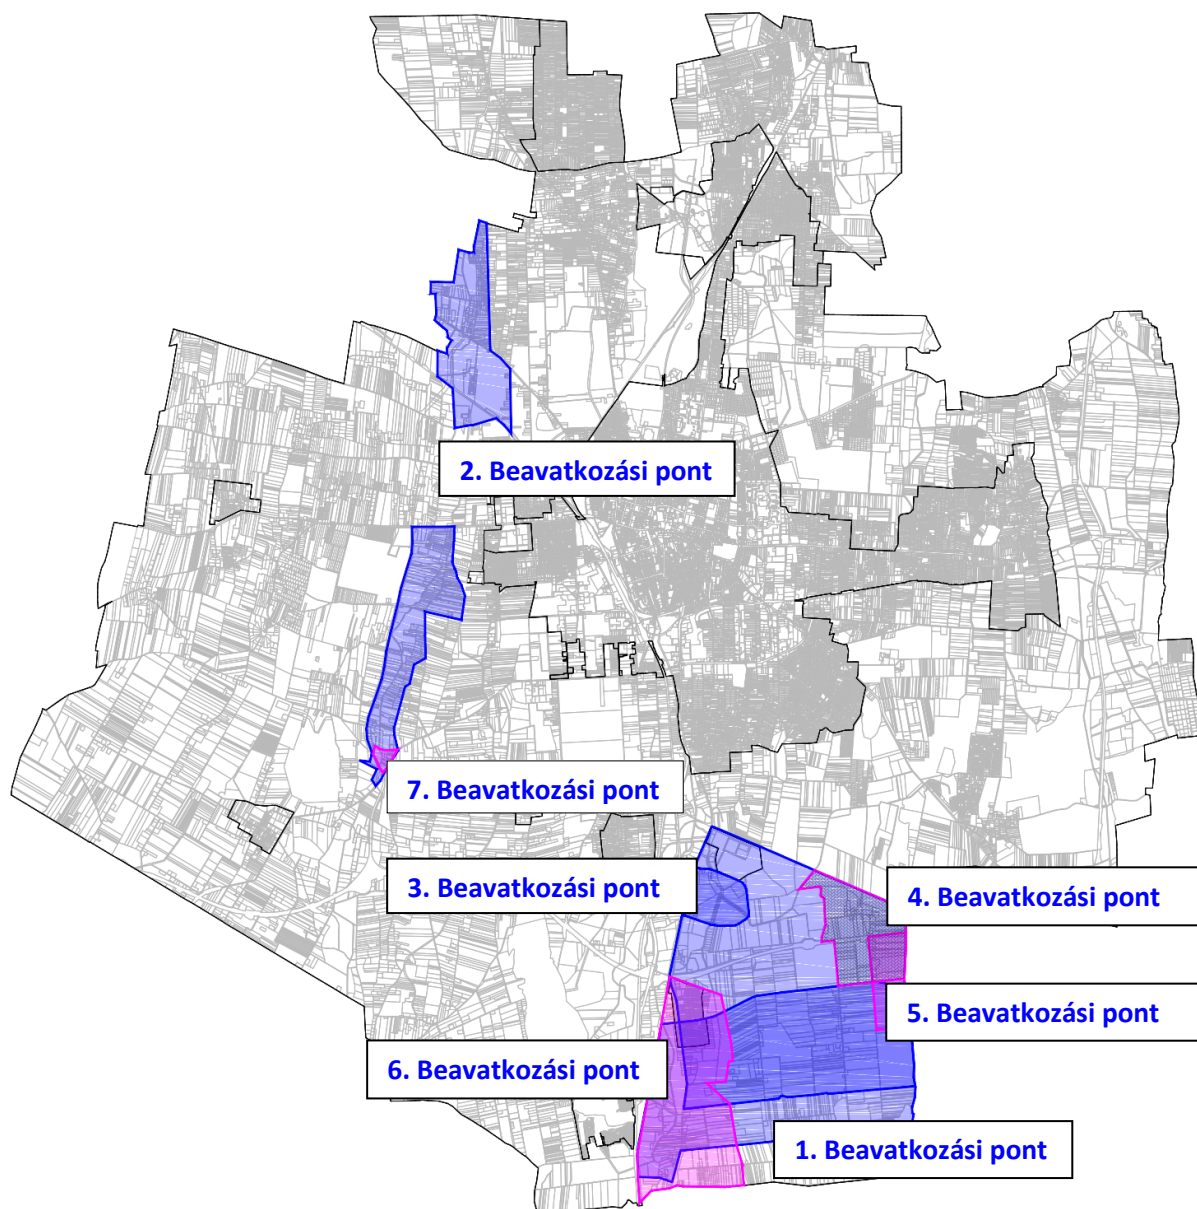 2. Beavatkozási pont
7. Beavatkozási pont
3. Beavatkozási pont
4. Beavatkozási pont
5. Beavatkozási pont
6. Beavatkozási pont
1. Beavatkozási pont